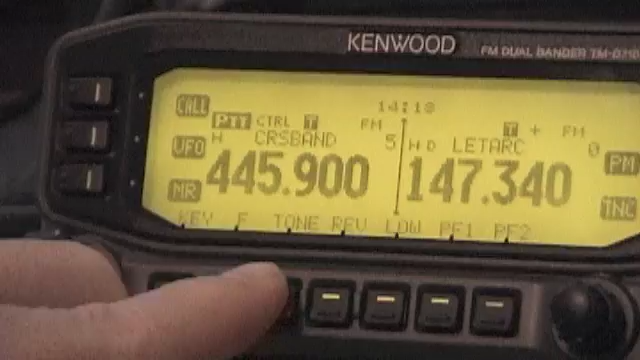 KENWOOD
FM DUAL BANDER TM-D710
14:18
CALL PTT CTRL T FM T + FM
VFO H CRSBAND 5 H D LETARC 0 PM
MR 445.900 147.340 TNC
KEY F TONE REV LOW PF1 PF2